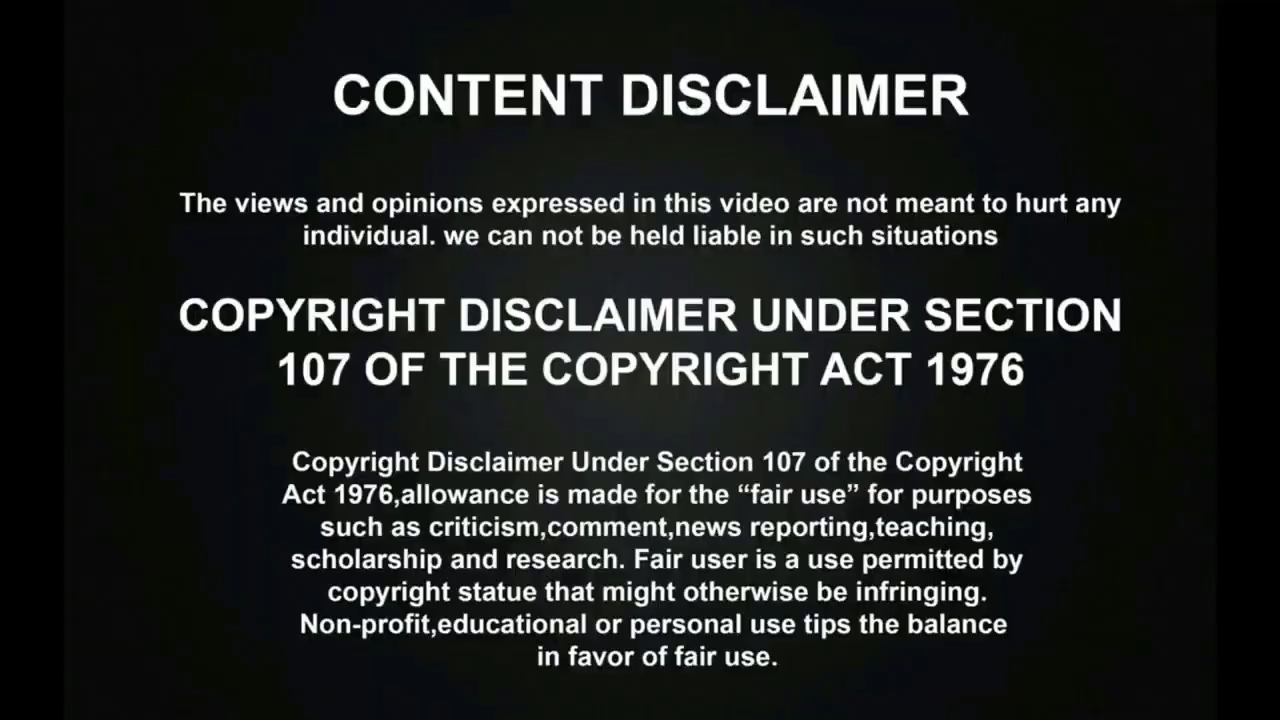 CONTENT DISCLAIMER
The views and opinions expressed in this video are not meant to hurt any
individual. we can not be held liable in such situations
COPYRIGHT DISCLAIMER UNDER SECTION
107 OF THE COPYRIGHT ACT 1976
Copyright Disclaimer Under Section 107 of the Copyright
Act 1976,allowance is made for the “fair use” for purposes
such as criticism,comment,news reporting,teaching,
scholarship and research. Fair user is a use permitted by
copyright statue that might otherwise be infringing.
Non-profit,educational or personal use tips the balance
in favor of fair use.